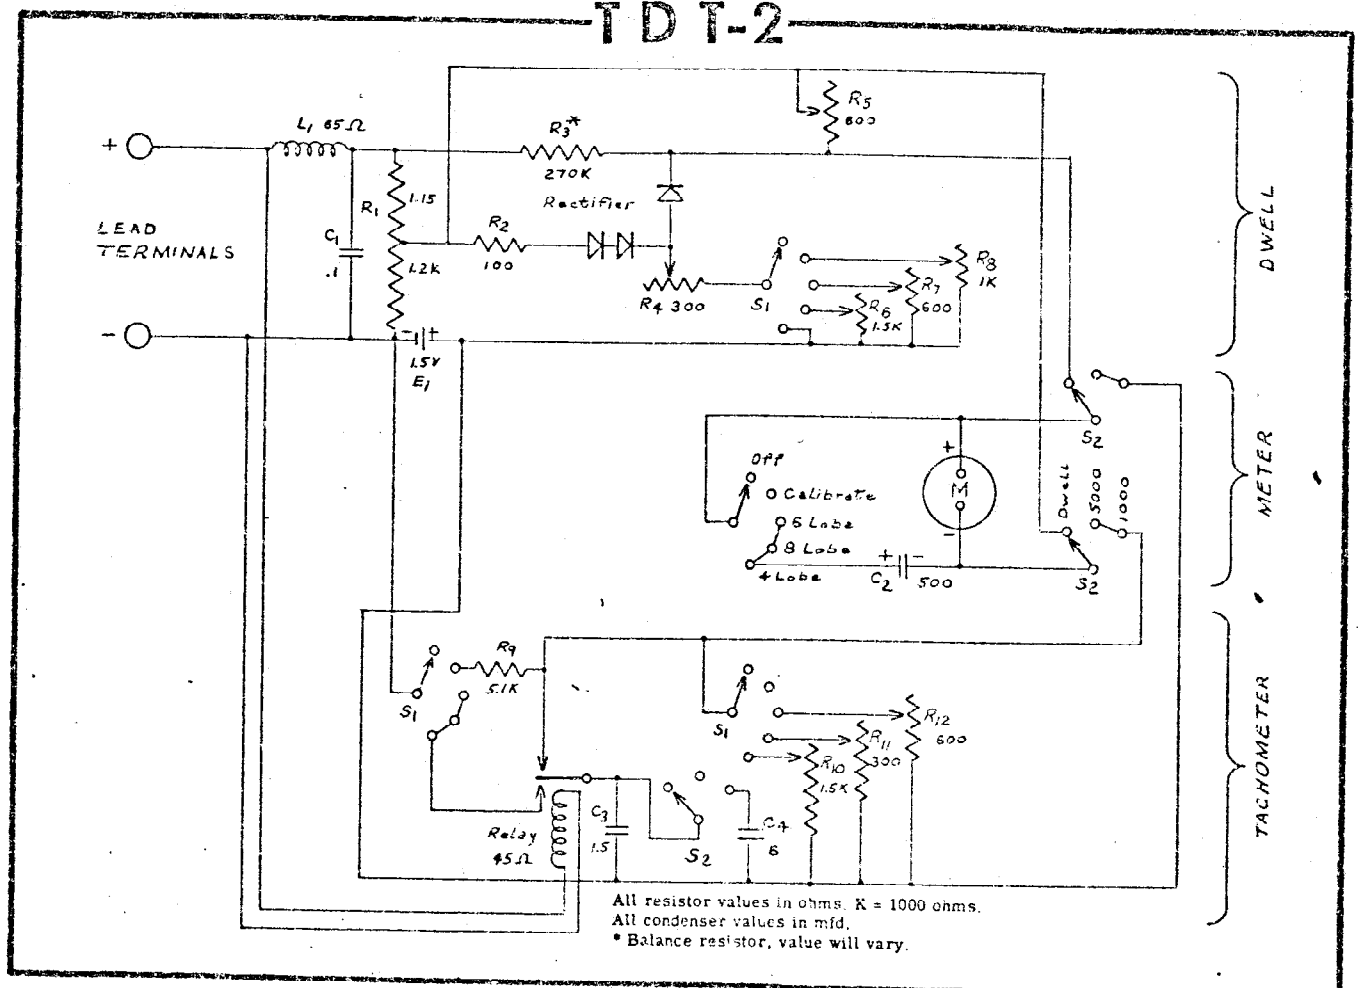 TDT-2
+
L1 65Ω
R3*
270K
R5
600
Rectifier
R1
1.15
1.2K
LEAD
TERMINALS
C1
.1
R2
100
R4 300
S1
R8
1K
R7
600
R6
1.5K
-
- +
1.5V
E1
DWELL
S2
+
M
-
Off
Calibrate
6 Lobe
8 Lobe
4 Lobe
+ -
C2 500
Dwell
5000
1000
S2
METER
R9
5.1K
S1
S1
R12
600
R11
300
R10
1.5K
Relay
45Ω
C3
1.5
S2
C4
6
TACHOMETER
All resistor values in ohms. K = 1000 ohms.
All condenser values in mfd.
* Balance resistor, value will vary.